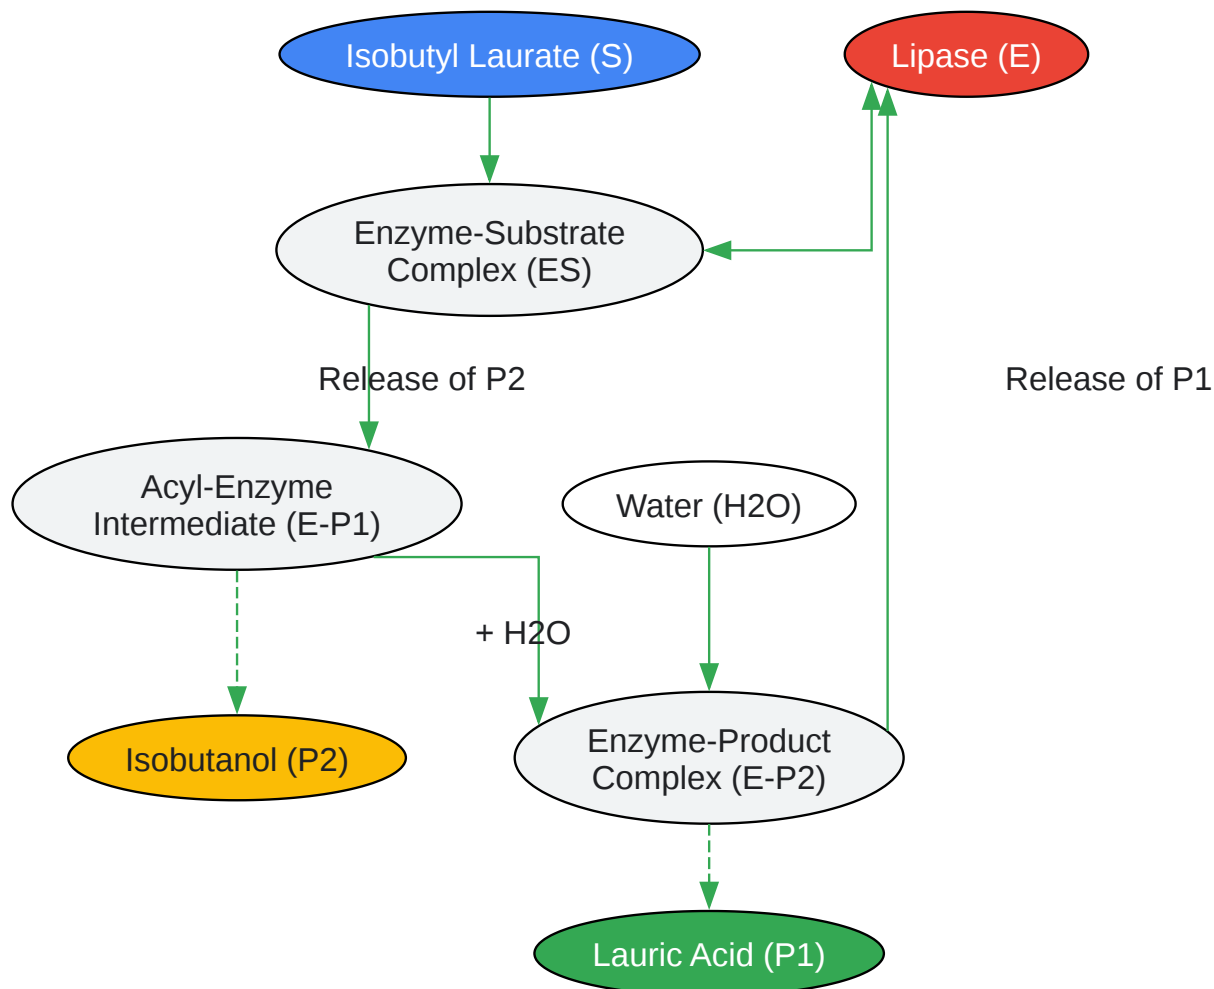 Isobutyl Laurate (S)
Lipase (E)
Enzyme-Substrate
Complex (ES)
Release of P2
Release of P1
Acyl-Enzyme
Intermediate (E-P1)
Water (H2O)
+ H2O
Isobutanol (P2)
Enzyme-Product
Complex (E-P2)
Lauric Acid (P1)